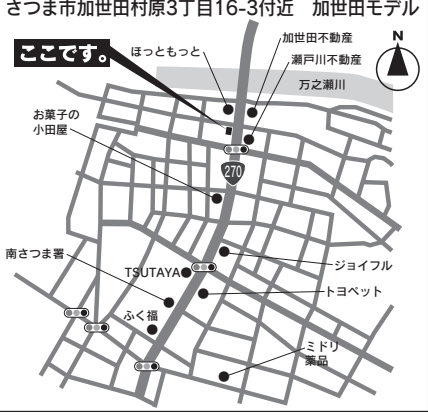 さつま市加世田村原3丁目16-3付近　加世田モデル
ここです。
ほっともっと
加世田不動産
瀬戸川不動産
N
万之瀬川
お菓子の
小田屋
270
南さつま署
TSUTAYA
ジョイフル
トヨペット
ふく福
ミドリ
薬品